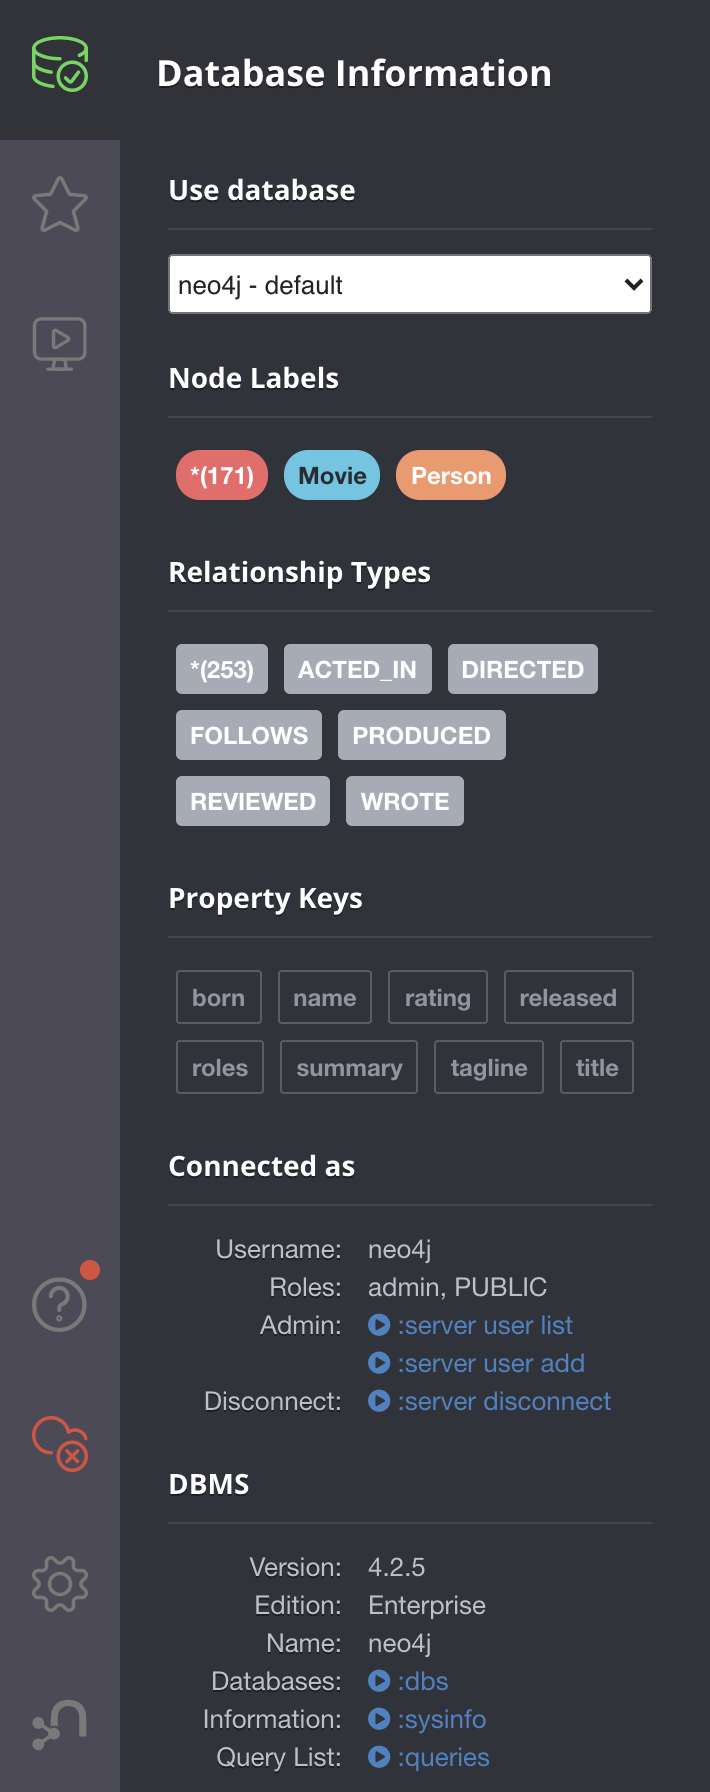 Database Information
Use database
neo4j - default
Node Labels
*(171) Movie Person
Relationship Types
*(253) ACTED_IN DIRECTED
FOLLOWS PRODUCED
REVIEWED WROTE
Property Keys
born name rating released
roles summary tagline title
Connected as
Username: neo4j
Roles: admin, PUBLIC
Admin: :server user list
:server user add
Disconnect: :server disconnect
DBMS
Version: 4.2.5
Edition: Enterprise
Name: neo4j
Databases: :dbs
Information: :sysinfo
Query List: :queries